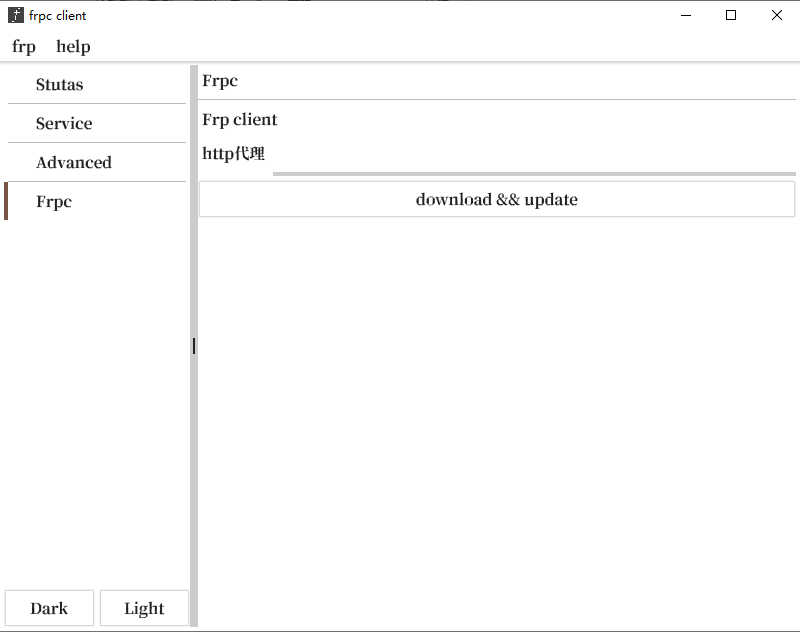 frpc client
frp help
Stutas
Service
Advanced
Frpc
Frpc
Frp client
http代理
download && update
Dark Light